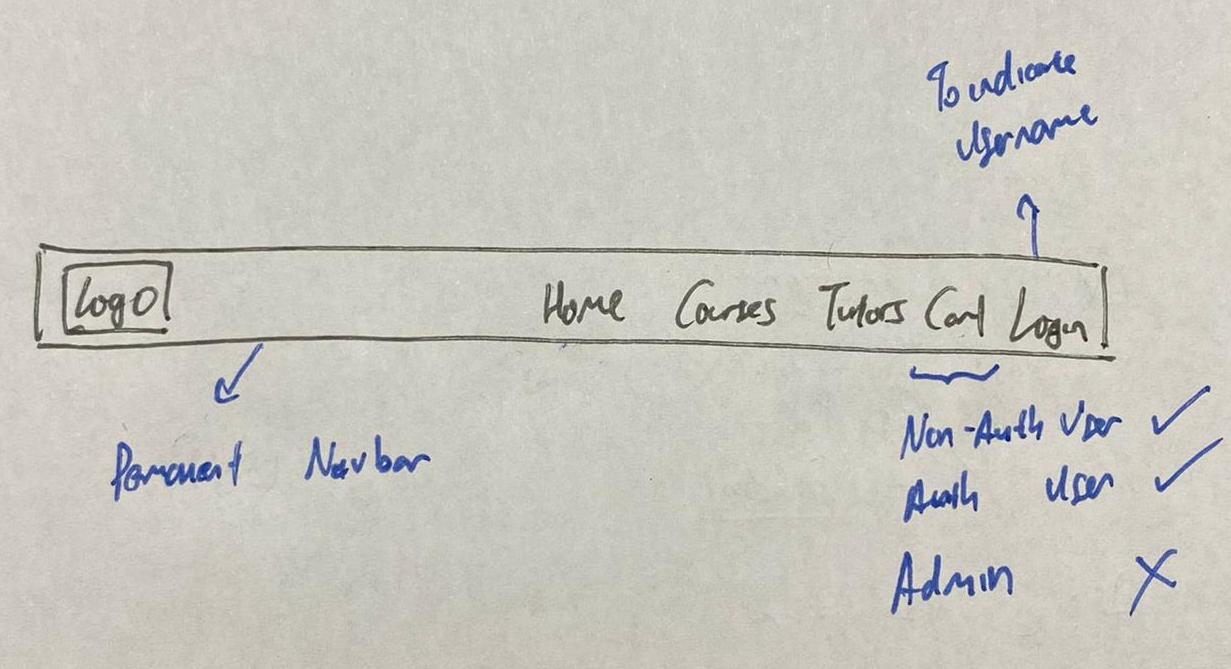 To indicate
Username
Logo Home Courses Tutors Cart Login
Permanent Navbar
Non-Auth User ✓
Auth User ✓
Admin X